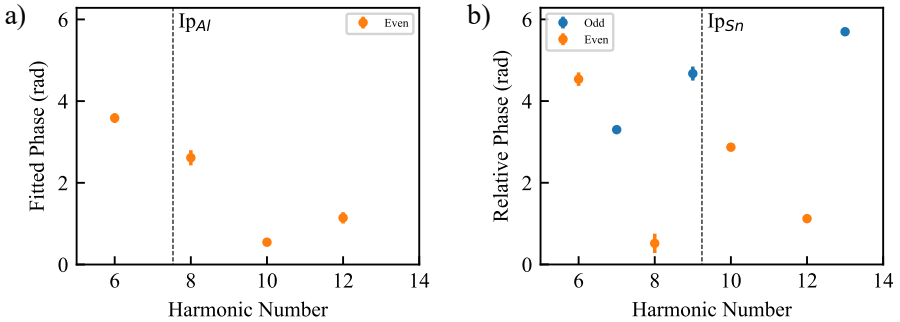 a)
Ip_Al
Even
Fitted Phase (rad)
6
4
2
0
6 8 10 12 14
Harmonic Number
b)
Odd
Even
Ip_Sn
Relative Phase (rad)
6
4
2
0
6 8 10 12 14
Harmonic Number